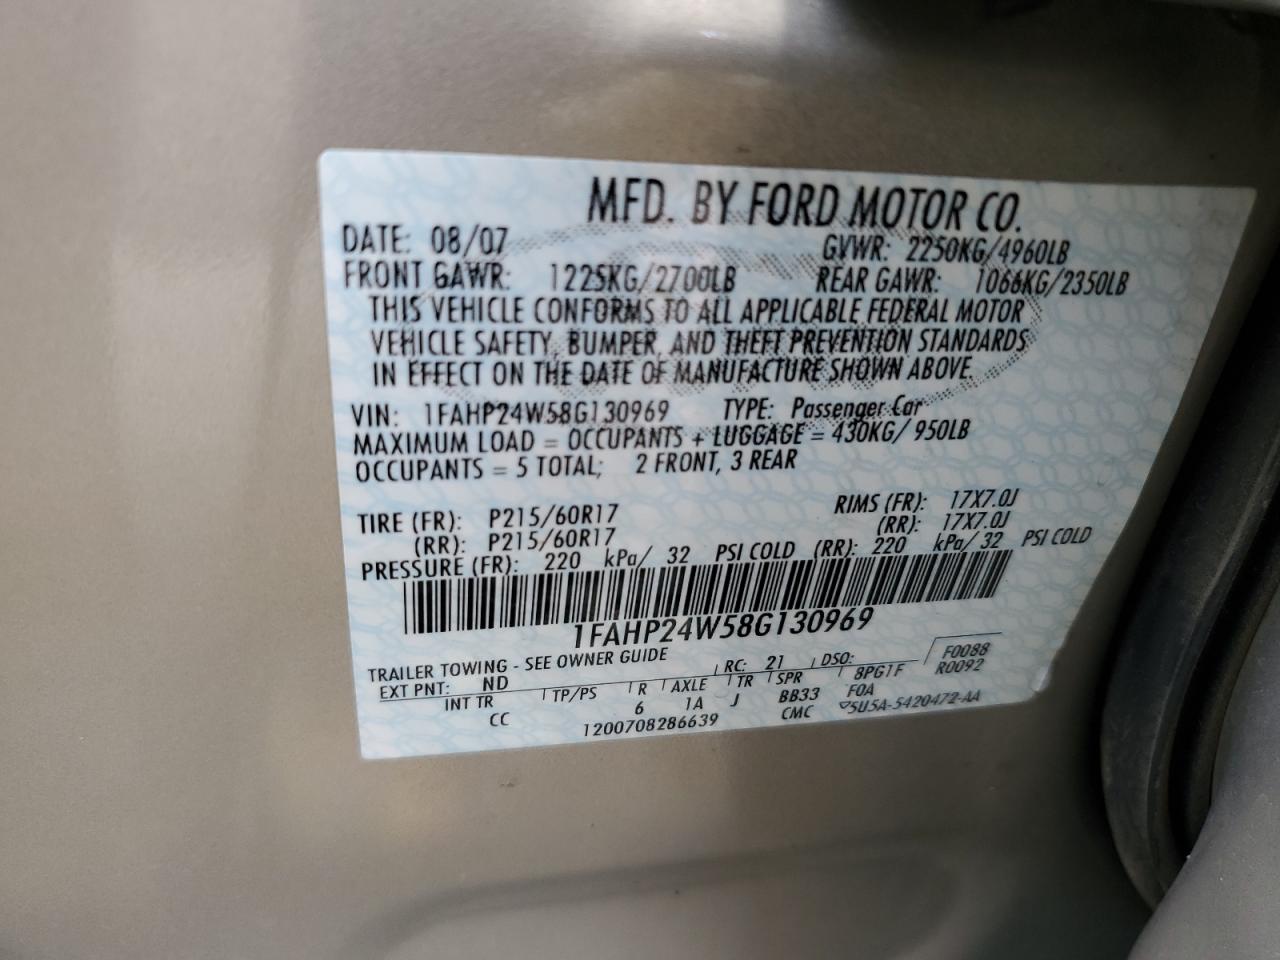 MFD. BY FORD MOTOR CO.
DATE: 08/07 GVWR: 2250KG/4960LB
FRONT GAWR: 1225KG/2700LB REAR GAWR: 1066KG/2350LB
THIS VEHICLE CONFORMS TO ALL APPLICABLE FEDERAL MOTOR
VEHICLE SAFETY, BUMPER, AND THEFT PREVENTION STANDARDS
IN EFFECT ON THE DATE OF MANUFACTURE SHOWN ABOVE.
VIN: 1FAHP24W58G130969 TYPE: Passenger Car
MAXIMUM LOAD = OCCUPANTS + LUGGAGE = 430KG/950LB
OCCUPANTS = 5 TOTAL; 2 FRONT, 3 REAR
TIRE (FR): P215/60R17 RIMS (FR): 17X7.0J
(RR): P215/60R17 (RR): 17X7.0J
PRESSURE (FR): 220 kPa/ 32 PSI COLD (RR): 220 kPa/32 PSI COLD
1FAHP24W58G130969
TRAILER TOWING - SEE OWNER GUIDE
EXT PNT: ND RC: 21 DSO: F0088
INT TR TP/PS R AXLE TR SPR 8PG1F R0092
CC 6 1A J BB33 FOA
1200708286639 CMC 5U5A-5420472-AA